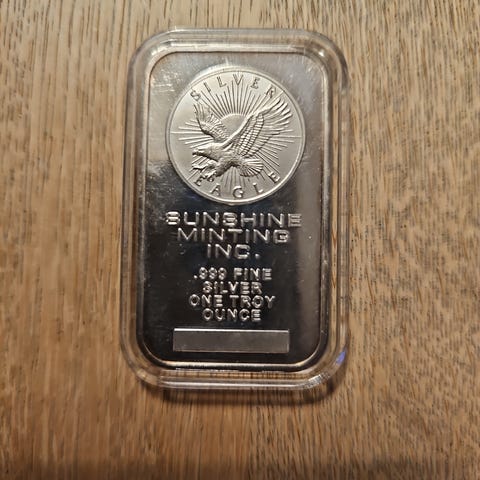 SILVER
EAGLE
SUNSHINE
MINTING
INC.
.999 FINE
SILVER
ONE TROY
OUNCE